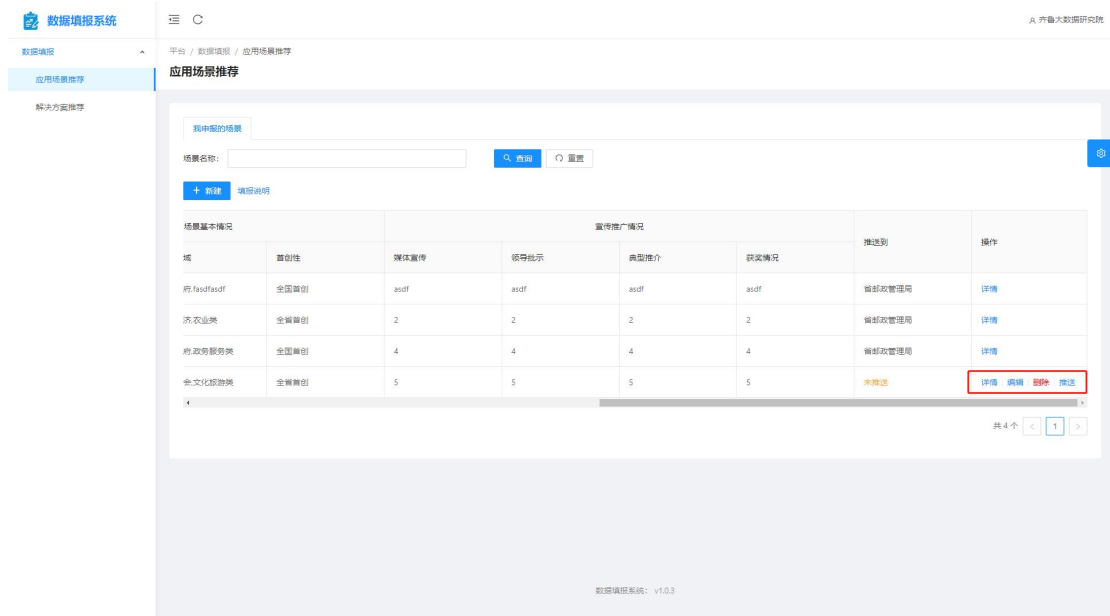 数据填报系统
齐鲁大数据研究院
数据填报
平台 / 数据填报 / 应用场景推荐
应用场景推荐
应用场景推荐
解决方案推荐
我申报的场景
场景名称:
查询 重置
+ 新建 填报说明
场景基本情况 宣传推广情况 推送到 操作
域 首创性 媒体宣传 领导批示 典型推介 获奖情况
府,fasdfasdf 全国首创 asdf asdf asdf asdf 省邮政管理局 详情
济,农业类 全省首创 2 2 2 2 省邮政管理局 详情
府,政务服务类 全国首创 4 4 4 4 省邮政管理局 详情
会,文化旅游类 全省首创 5 5 5 5 未推送 详情 编辑 删除 推送
共 4 个 < 1 >
数据填报系统: v1.0.3